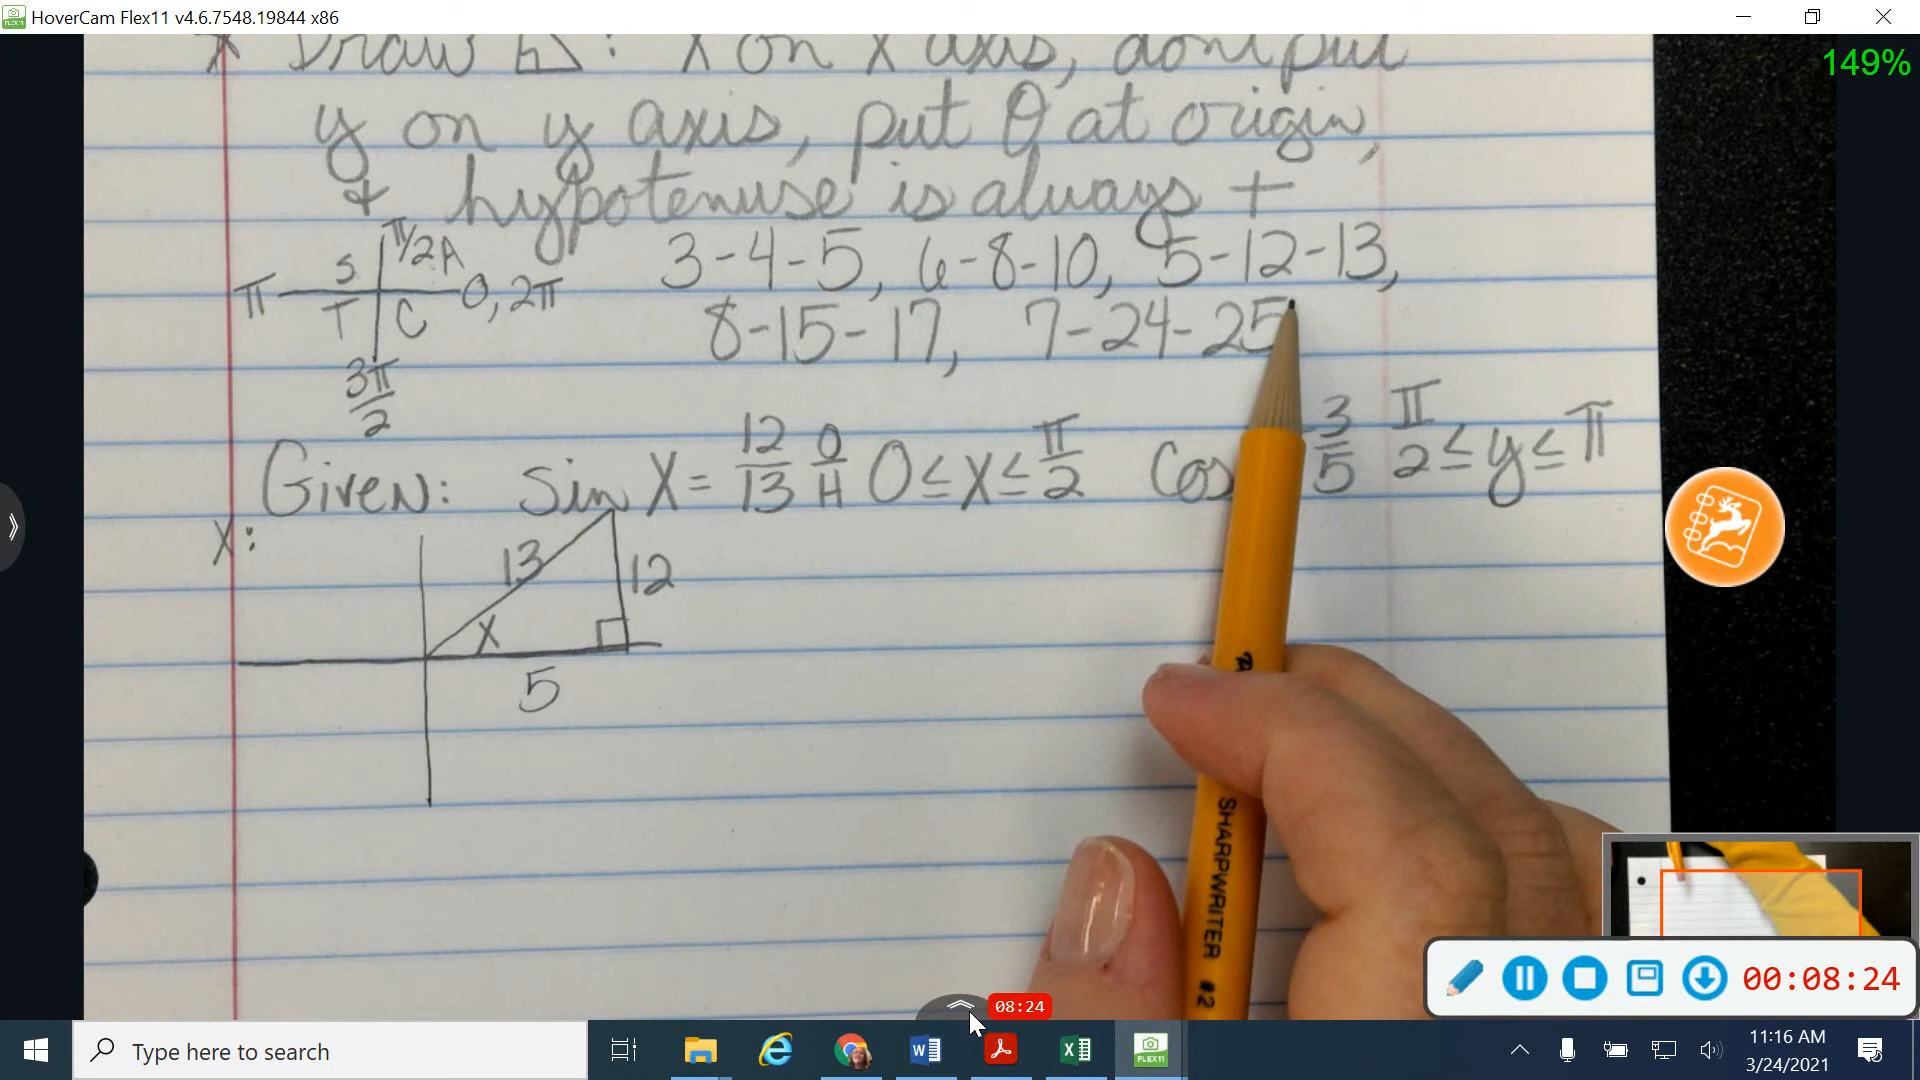 HoverCam Flex11 v4.6.7548.19844 x86
149%
* Draw : X on X axis, don't put
y on y axis, put θ at origin,
+ hypotenuse is always +
π/2
S A
π 0, 2π
T C
3π/2
3-4-5, 6-8-10, 5-12-13,
8-15-17, 7-24-25
Given: Sin X = 12/13 O/H 0 ≤ X ≤ π/2 Cos 3/5 π/2 ≤ y ≤ π
X:
13
12
X
5
SHARPWRITER #2
FLEX11
00:08:24
08:24
Type here to search
FLEX11
11:16 AM
3/24/2021